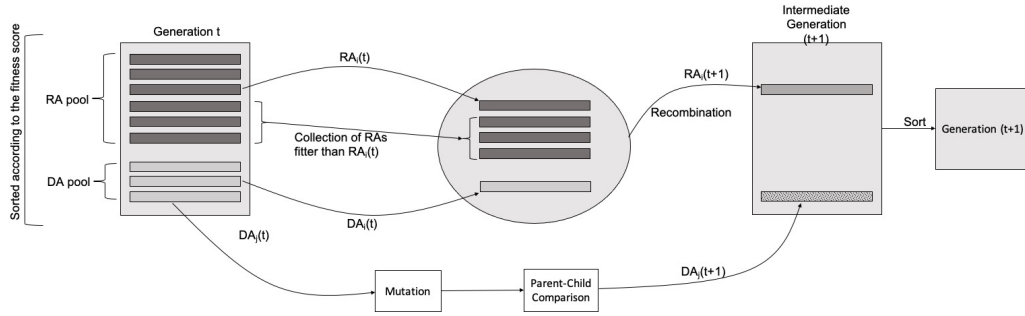 Sorted according to the fitness score
Generation t
RA pool
DA pool
RAᵢ(t)
Collection of RAs
fitter than RAᵢ(t)
DAᵢ(t)
DAⱼ(t)
Mutation
Parent-Child
Comparison
DAⱼ(t+1)
RAᵢ(t+1)
Recombination
Intermediate
Generation
(t+1)
Sort
Generation (t+1)